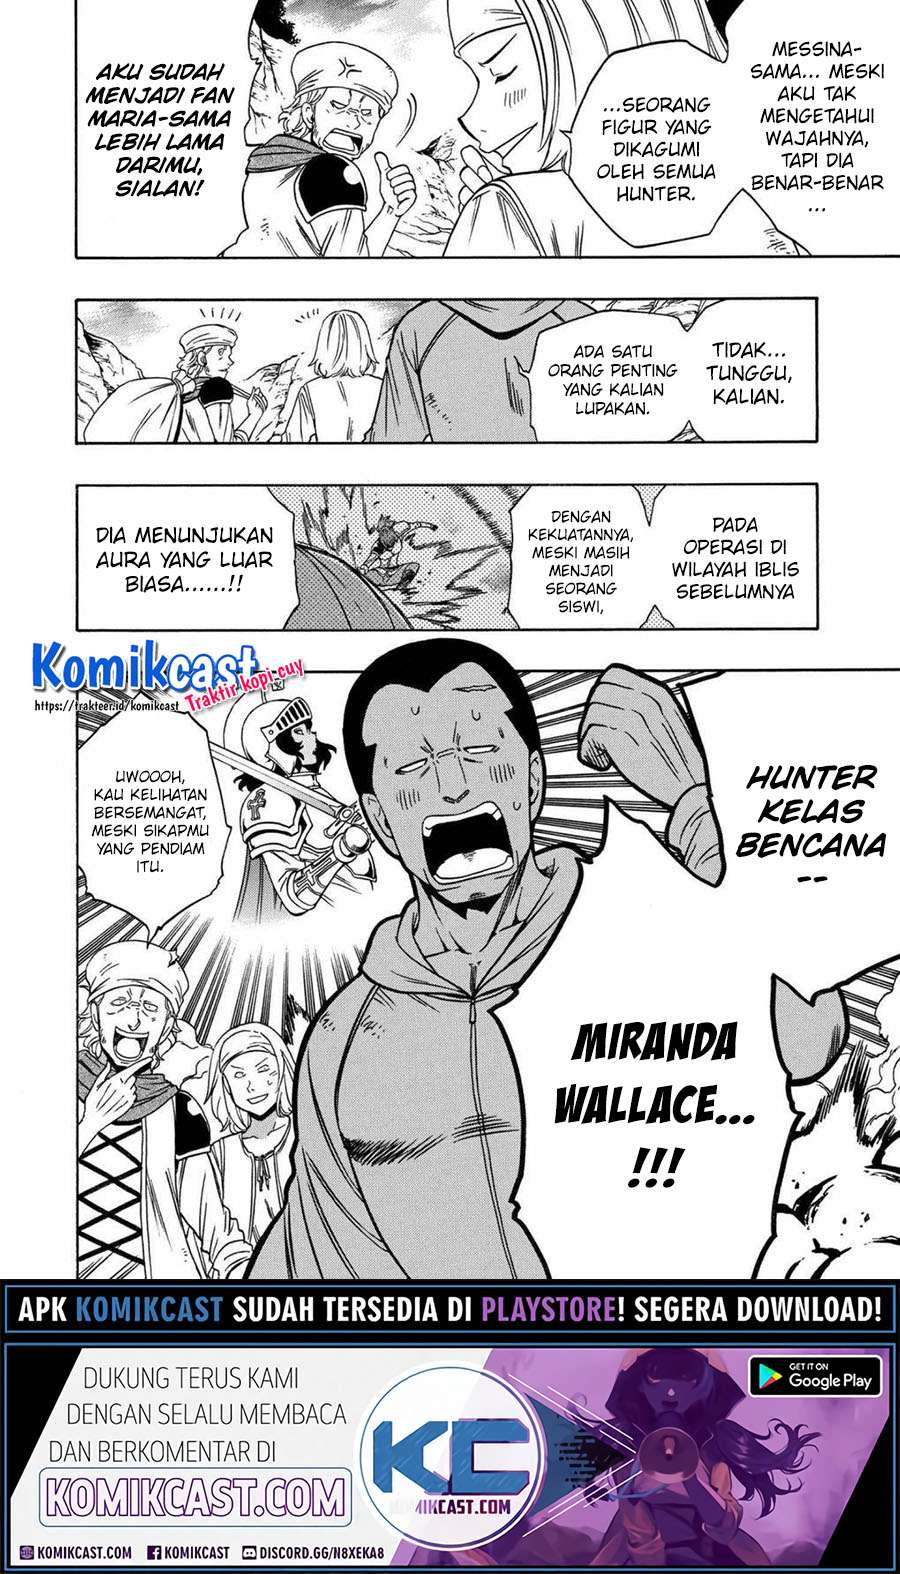 MESSINA-
SAMA... MESKI
AKU TAK
MENGETAHUI
WAJAHNYA,
TAPI DIA
BENAR-BENAR
...
...SEORANG
FIGUR YANG
DIKAGUMI
OLEH SEMUA
HUNTER.
AKU SUDAH
MENJADI FAN
MARIA-SAMA
LEBIH LAMA
DARIMU,
SIALAN!
TIDAK...
TUNGGU,
KALIAN.
ADA SATU
ORANG PENTING
YANG KALIAN
LUPAKAN.
PADA
OPERASI DI
WILAYAH IBLIS
SEBELUMNYA
DENGAN
KEKUATANNYA,
MESKI MASIH
MENJADI
SEORANG
SISWI,
DIA MENUNJUKAN
AURA YANG LUAR
BIASA......!!
Komikcast
Traktir kopi cuy
https://trakteer.id/komikcast
HUNTER
KELAS
BENCANA
--
UWOOOH,
KAU KELIHATAN
BERSEMANGAT,
MESKI SIKAPMU
YANG PENDIAM
ITU.
MIRANDA
WALLACE...
!!!
APK KOMIKCAST SUDAH TERSEDIA DI PLAYSTORE! SEGERA DOWNLOAD!
DUKUNG TERUS KAMI
DENGAN SELALU MEMBACA
DAN BERKOMENTAR DI
KOMIKCAST.COM
KC
KOMIKCAST.COM
GET IT ON
Google Play
KOMIKCAST.COM KOMIKCAST DISCORD.GG/N8XEKA8